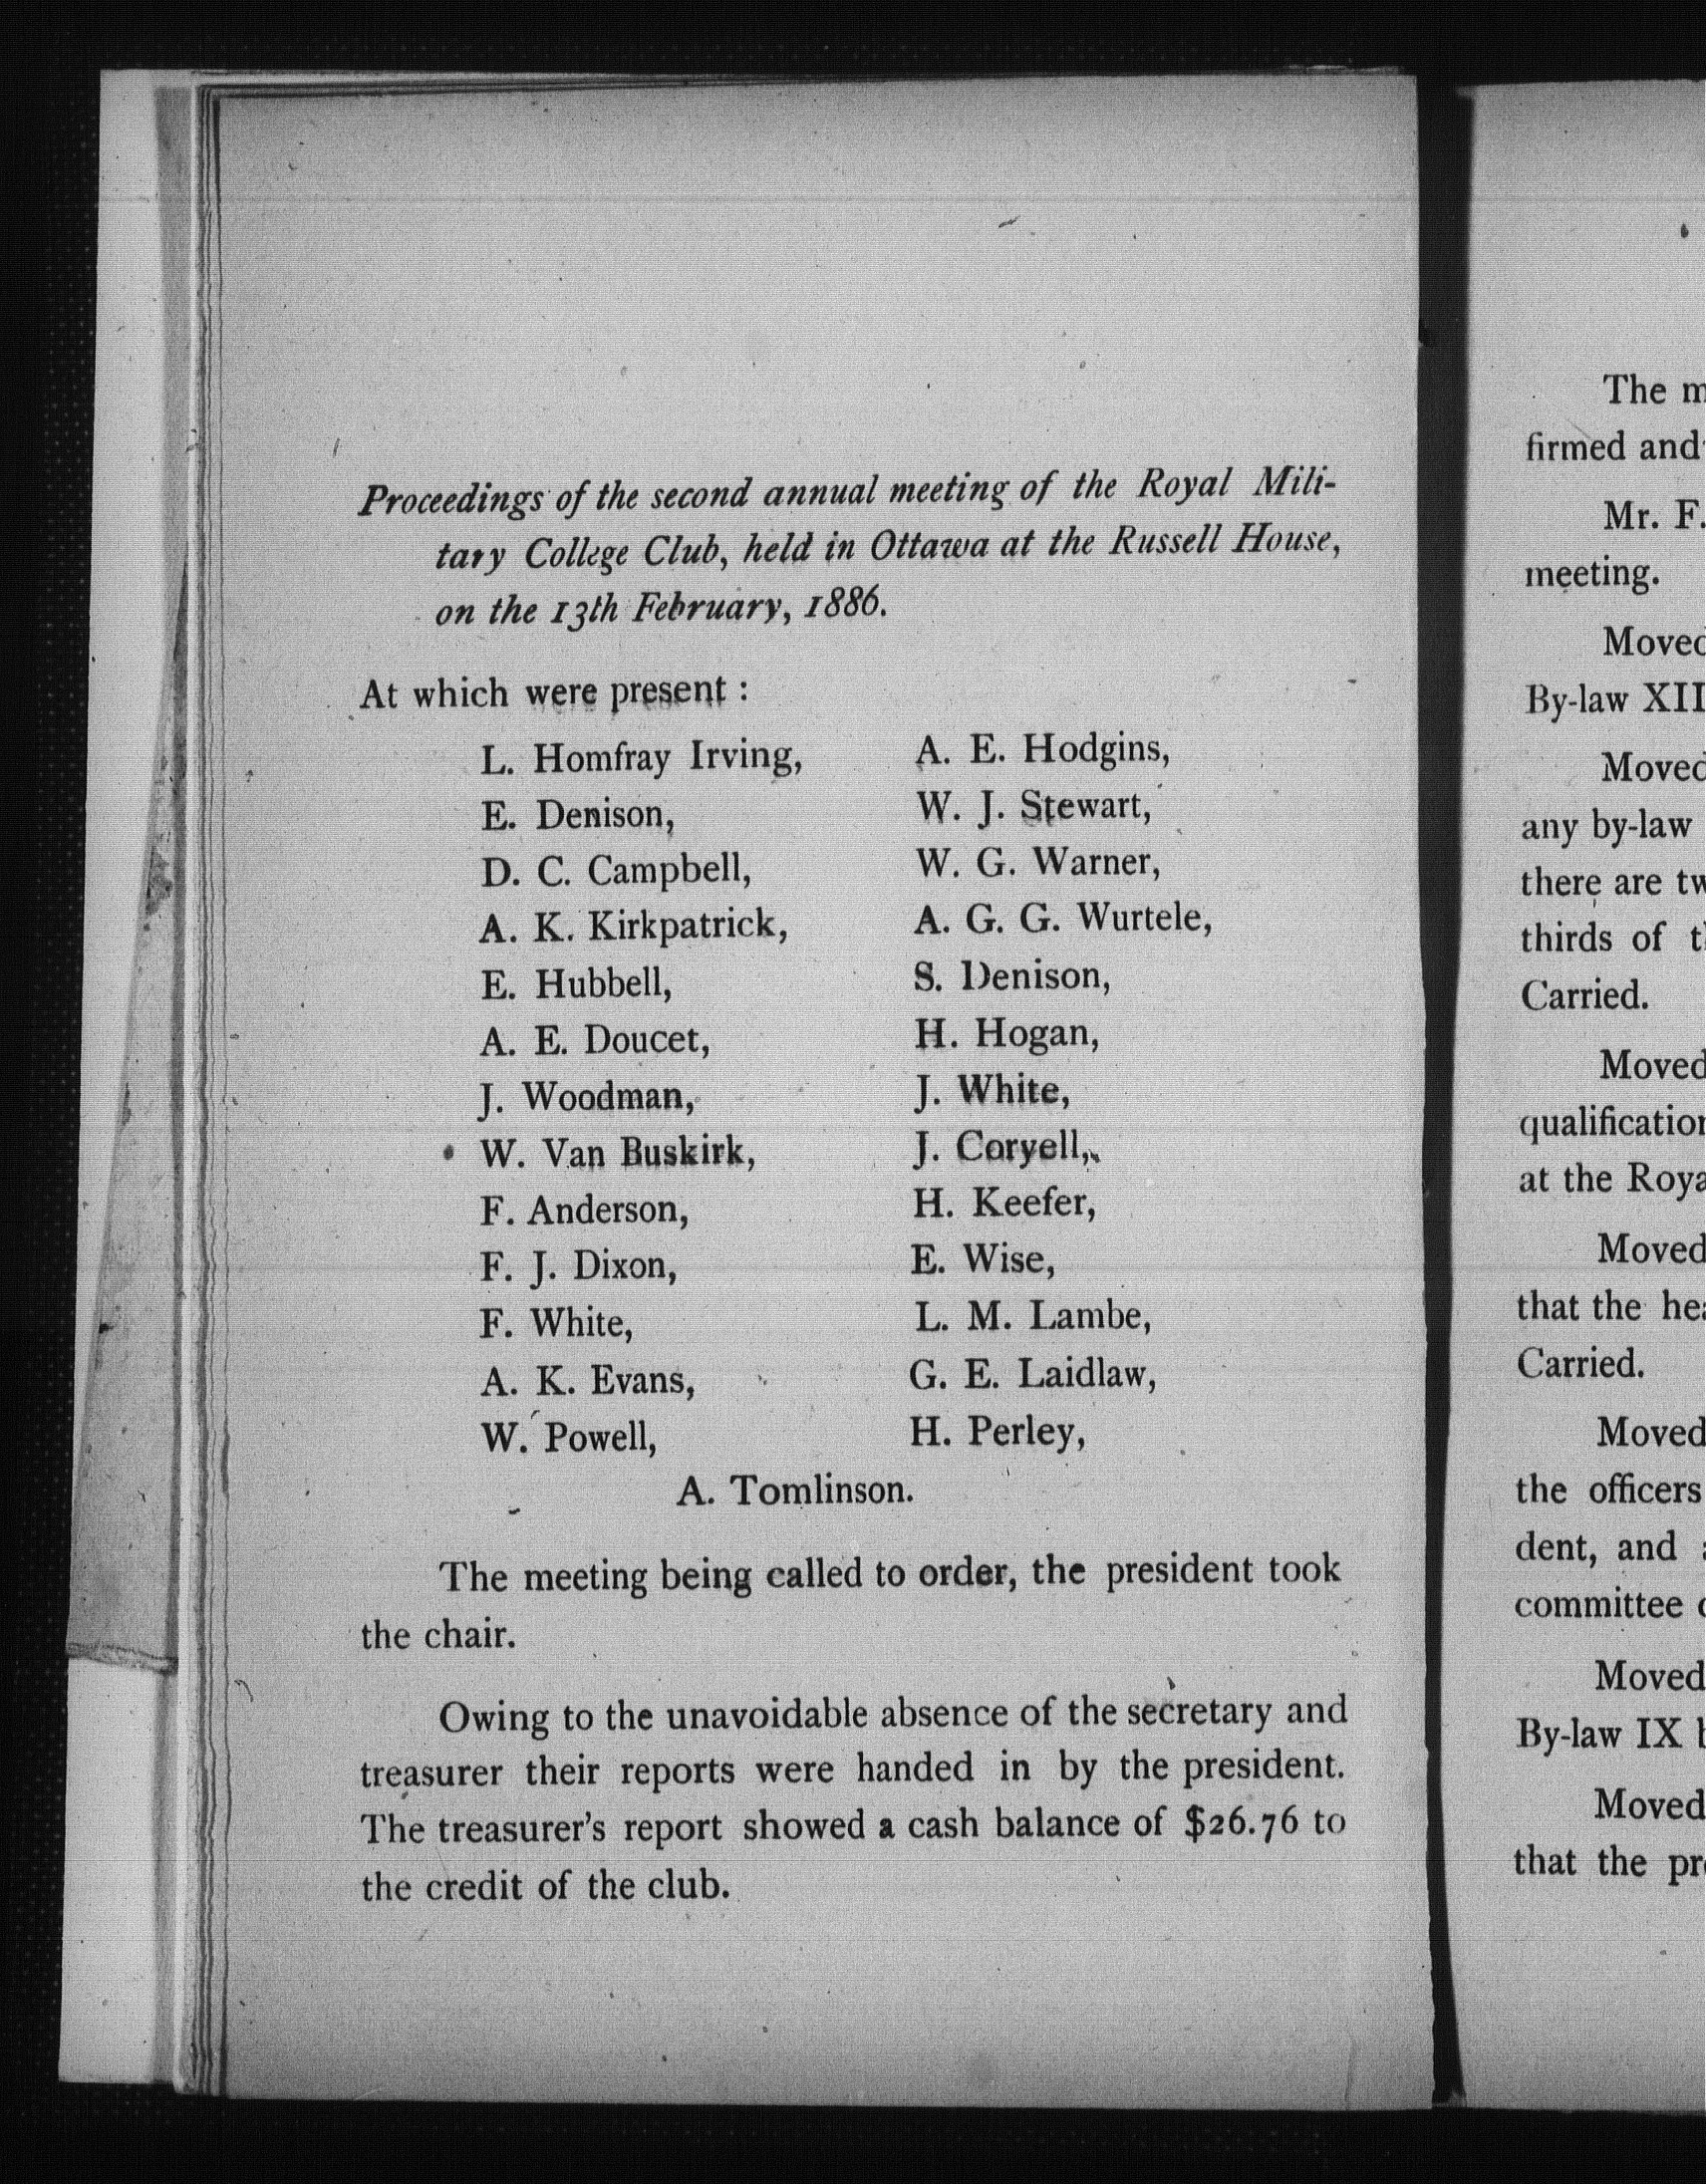 Proceedings of the second annual meeting of the Royal Mili-
tary College Club, held in Ottawa at the Russell House,
on the 13th February, 1886.
At which were present :
L. Homfray Irving,
E. Denison,
D. C. Campbell,
A. K. Kirkpatrick,
E. Hubbell,
A. E. Doucet,
J. Woodman,
W. Van Buskirk,
F. Anderson,
F. J. Dixon,
F. White,
A. K. Evans,
W. Powell,
A. E. Hodgins,
W. J. Stewart,
W. G. Warner,
A. G. G. Wurtele,
S. Denison,
H. Hogan,
J. White,
J. Coryell,
H. Keefer,
E. Wise,
L. M. Lambe,
G. E. Laidlaw,
H. Perley,
A. Tomlinson.
The meeting being called to order, the president took
the chair.
Owing to the unavoidable absence of the secretary and
treasurer their reports were handed in by the president.
The treasurer's report showed a cash balance of $26.76 to
the credit of the club.
The
firmed and
Mr. F.
meeting.
Moved
By-law XII
Moved
any by-law
there are
thirds of
Carried.
Moved
at the
Moved
that the
Carried.
Moved
the officers
and
committee
Moved
By-law IX
Moved
that the